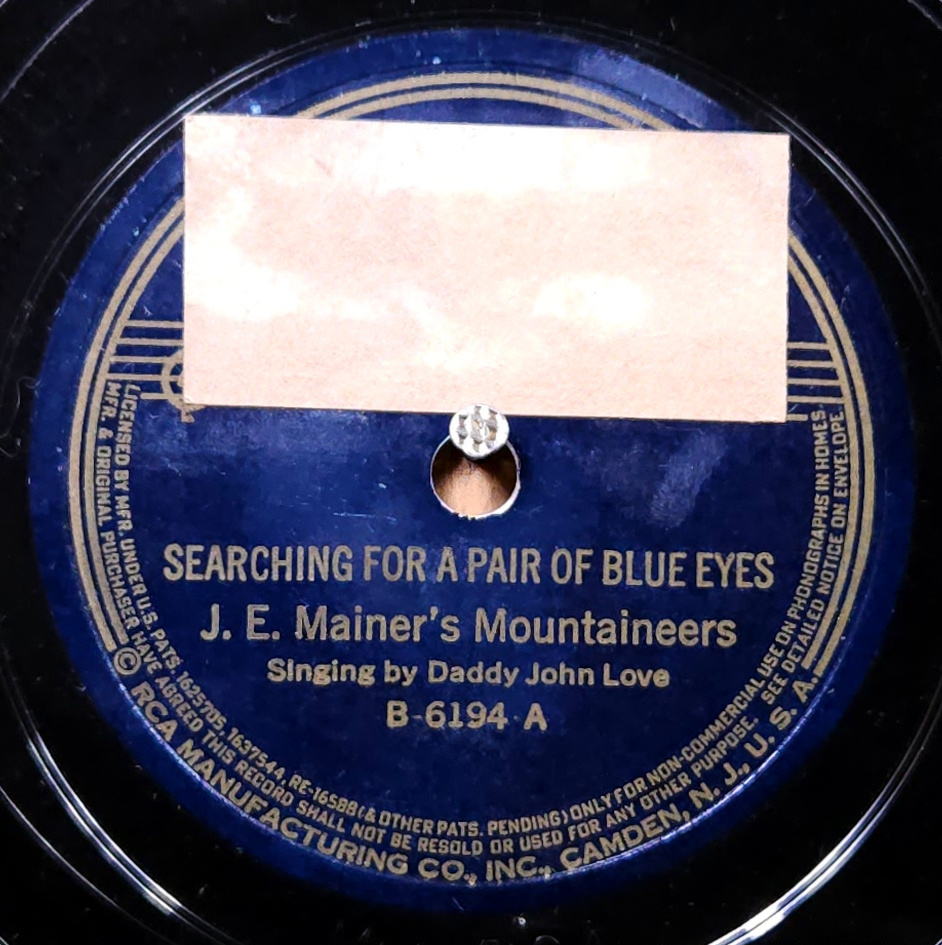 SEARCHING FOR A PAIR OF BLUE EYES
J. E. Mainer's Mountaineers
Singing by Daddy John Love
B-6194 A
LICENSED BY MFR. UNDER U.S. PATS. 1625705, 1637544, RE-16588 (& OTHER PATS. PENDING) ONLY FOR NON-COMMERCIAL USE ON PHONOGRAPHS IN HOMES.
MFR. & ORIGINAL PURCHASER HAVE AGREED THIS RECORD SHALL NOT BE RESOLD OR USED FOR ANY OTHER PURPOSE. SEE DETAILED NOTICE ON ENVELOPE.
© RCA MANUFACTURING CO., INC., CAMDEN, N. J., U. S. A.